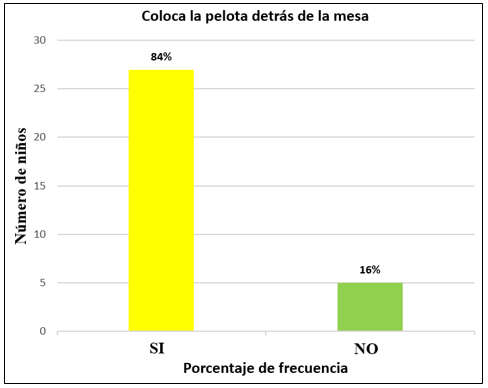 Coloca la pelota detrás de la mesa
Número de niños
30
25
20
15
10
5
0
84%
16%
SI
NO
Porcentaje de frecuencia